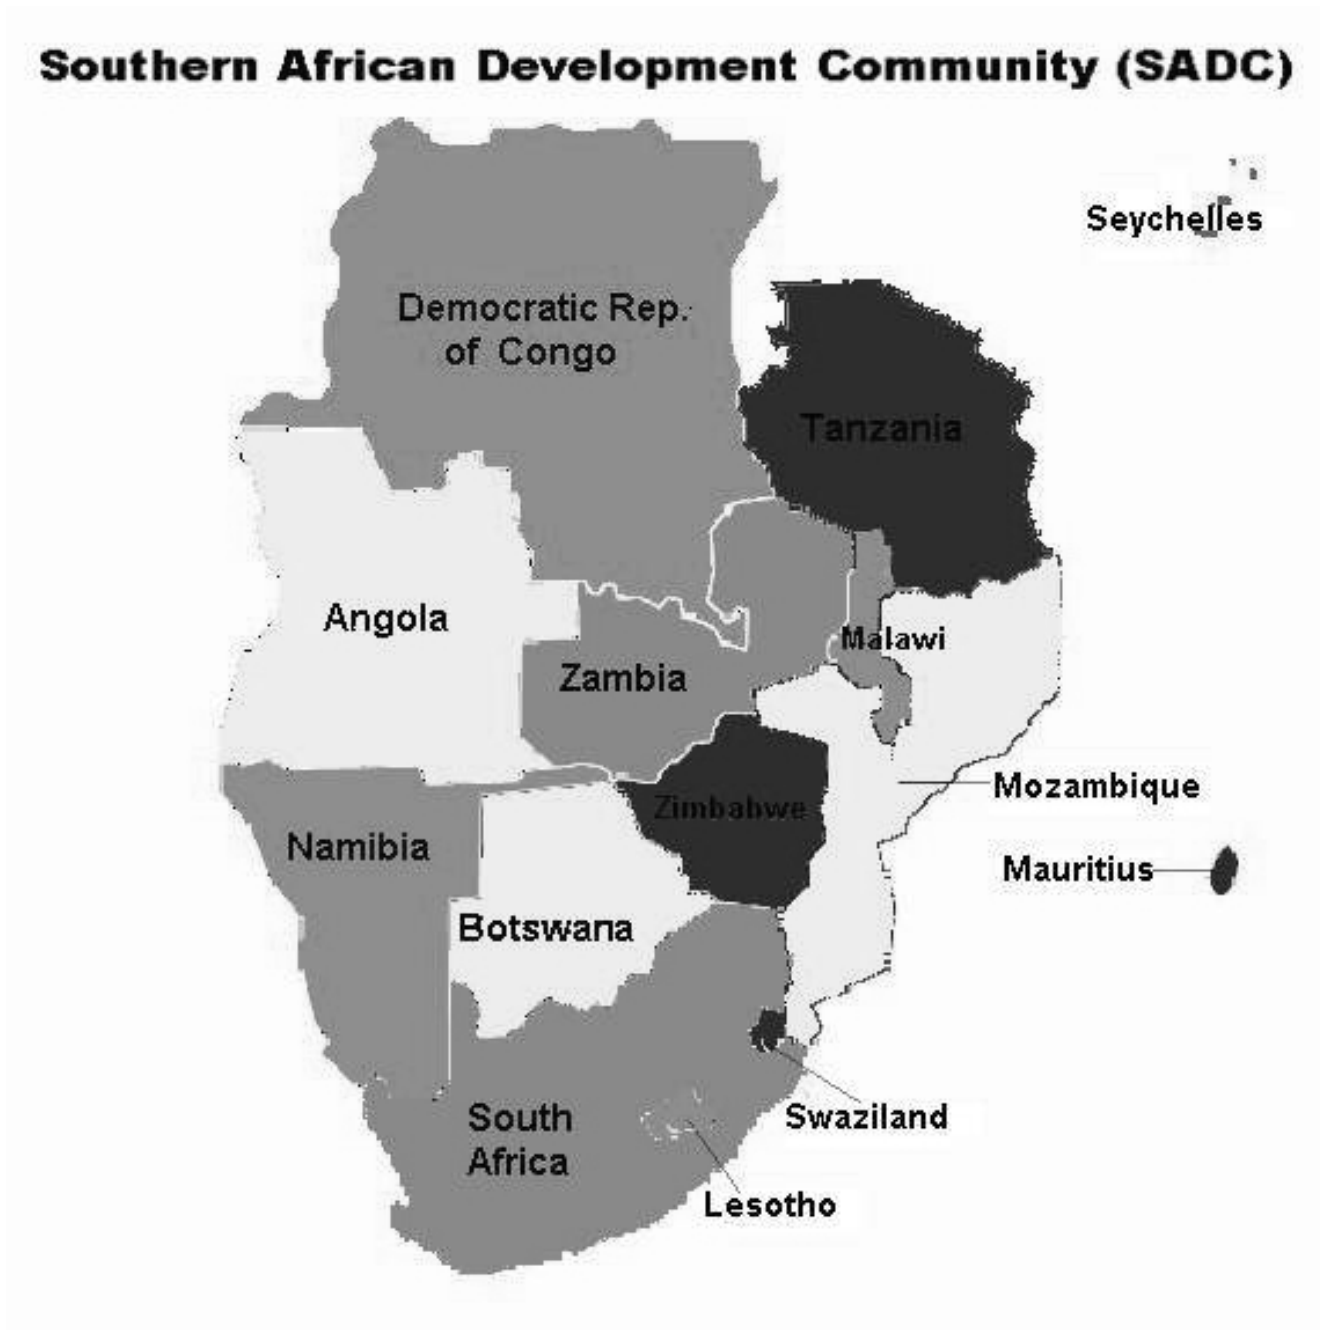 Southern African Development Community (SADC)
Seychelles
Democratic Rep.
of Congo
Tanzania
Angola
Malawi
Zambia
Mozambique
Zimbabwe
Namibia
Mauritius
Botswana
South
Africa
Swaziland
Lesotho